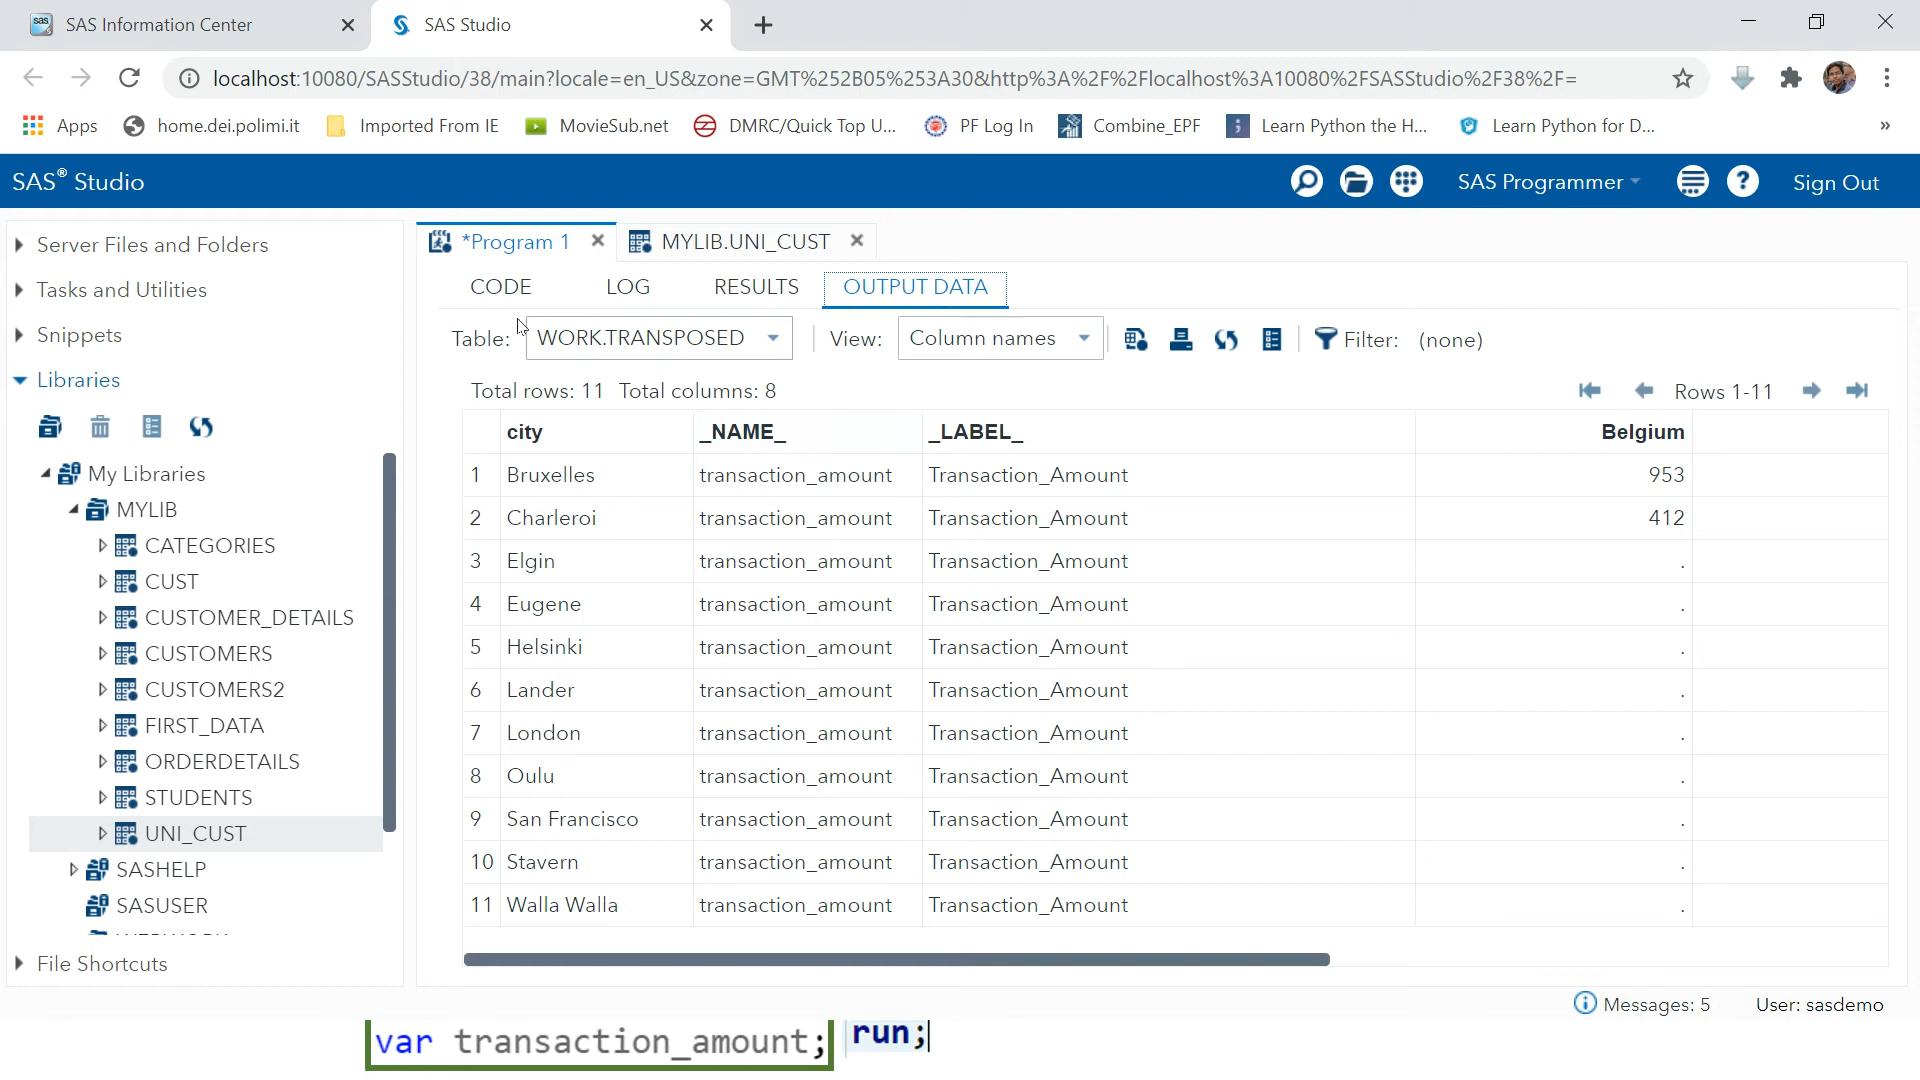 SAS Information Center
SAS Studio
localhost:10080/SASStudio/38/main?locale=en_US&zone=GMT%252B05%253A30&http%3A%2F%2Flocalhost%3A10080%2FSASStudio%2F38%2F=
Apps home.dei.polimi.it Imported From IE MovieSub.net DMRC/Quick Top U... PF Log In Combine_EPF Learn Python the H... Learn Python for D... »
SAS® Studio SAS Programmer Sign Out
Server Files and Folders
Tasks and Utilities
Snippets
Libraries
My Libraries
MYLIB
CATEGORIES
CUST
CUSTOMER_DETAILS
CUSTOMERS
CUSTOMERS2
FIRST_DATA
ORDERDETAILS
STUDENTS
UNI_CUST
SASHELP
SASUSER
File Shortcuts
*Program 1 MYLIB.UNI_CUST
CODE LOG RESULTS OUTPUT DATA
Table: WORK.TRANSPOSED View: Column names Filter: (none)
Total rows: 11 Total columns: 8 Rows 1-11
city _NAME_ _LABEL_ Belgium
1 Bruxelles transaction_amount Transaction_Amount 953
2 Charleroi transaction_amount Transaction_Amount 412
3 Elgin transaction_amount Transaction_Amount .
4 Eugene transaction_amount Transaction_Amount .
5 Helsinki transaction_amount Transaction_Amount .
6 Lander transaction_amount Transaction_Amount .
7 London transaction_amount Transaction_Amount .
8 Oulu transaction_amount Transaction_Amount .
9 San Francisco transaction_amount Transaction_Amount .
10 Stavern transaction_amount Transaction_Amount .
11 Walla Walla transaction_amount Transaction_Amount .
Messages: 5 User: sasdemo
var transaction_amount; run;